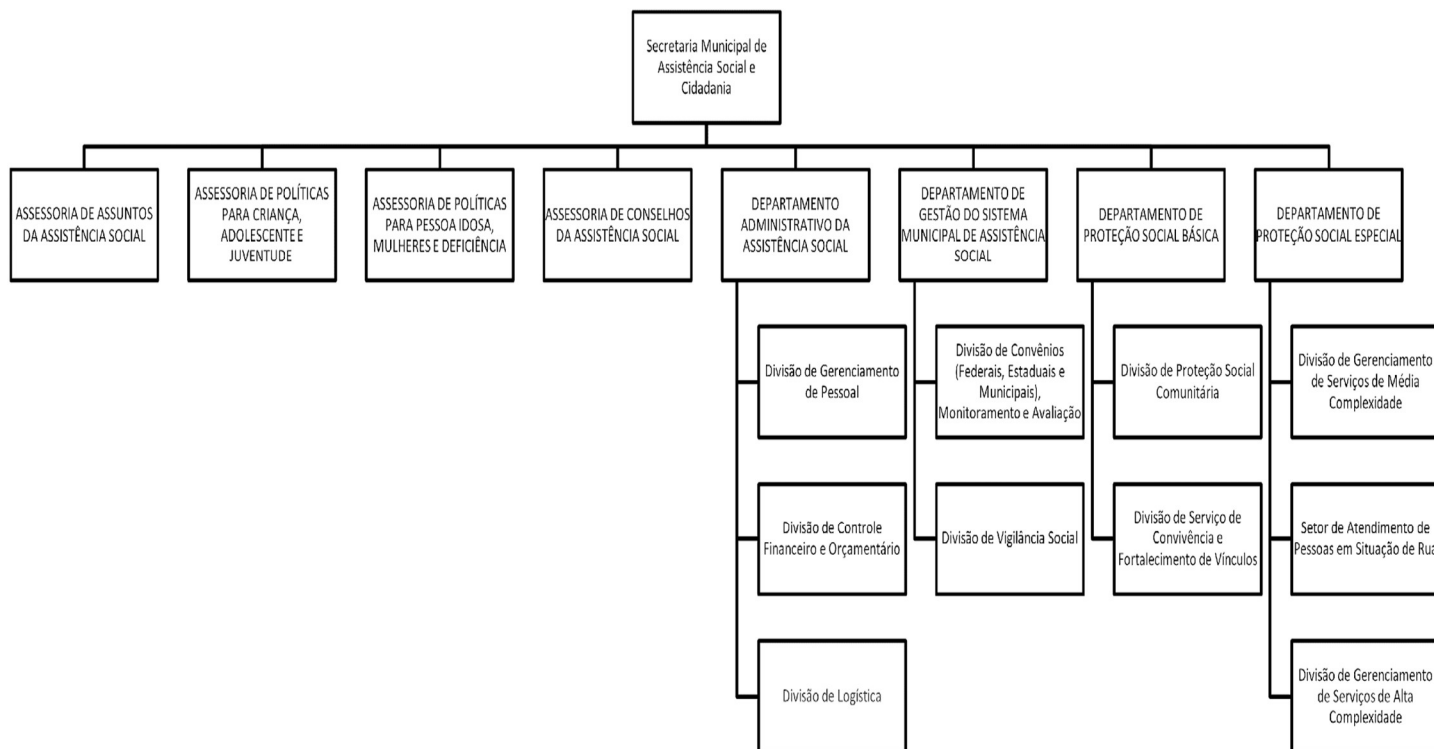 Secretaria Municipal de
Assistência Social e
Cidadania
ASSESSORIA DE ASSUNTOS
DA ASSISTÊNCIA SOCIAL
ASSESSORIA DE POLÍTICAS
PARA CRIANÇA,
ADOLESCENTE E
JUVENTUDE
ASSESSORIA DE POLÍTICAS
PARA PESSOA IDOSA,
MULHERES E DEFICIÊNCIA
ASSESSORIA DE CONSELHOS
DA ASSISTÊNCIA SOCIAL
DEPARTAMENTO
ADMINISTRATIVO DA
ASSISTÊNCIA SOCIAL
DEPARTAMENTO DE
GESTÃO DO SISTEMA
MUNICIPAL DE ASSISTÊNCIA
SOCIAL
DEPARTAMENTO DE
PROTEÇÃO SOCIAL BÁSICA
DEPARTAMENTO DE
PROTEÇÃO SOCIAL ESPECIAL
Divisão de Gerenciamento
de Pessoal
Divisão de Convênios
(Federais, Estaduais e
Municipais),
Monitoramento e Avaliação
Divisão de Proteção Social
Comunitária
Divisão de Gerenciamento
de Serviços de Média
Complexidade
Divisão de Controle
Financeiro e Orçamentário
Divisão de Vigilância Social
Divisão de Serviço de
Convivência e
Fortalecimento de Vínculos
Setor de Atendimento de
Pessoas em Situação de Rua
Divisão de Logística
Divisão de Gerenciamento
de Serviços de Alta
Complexidade